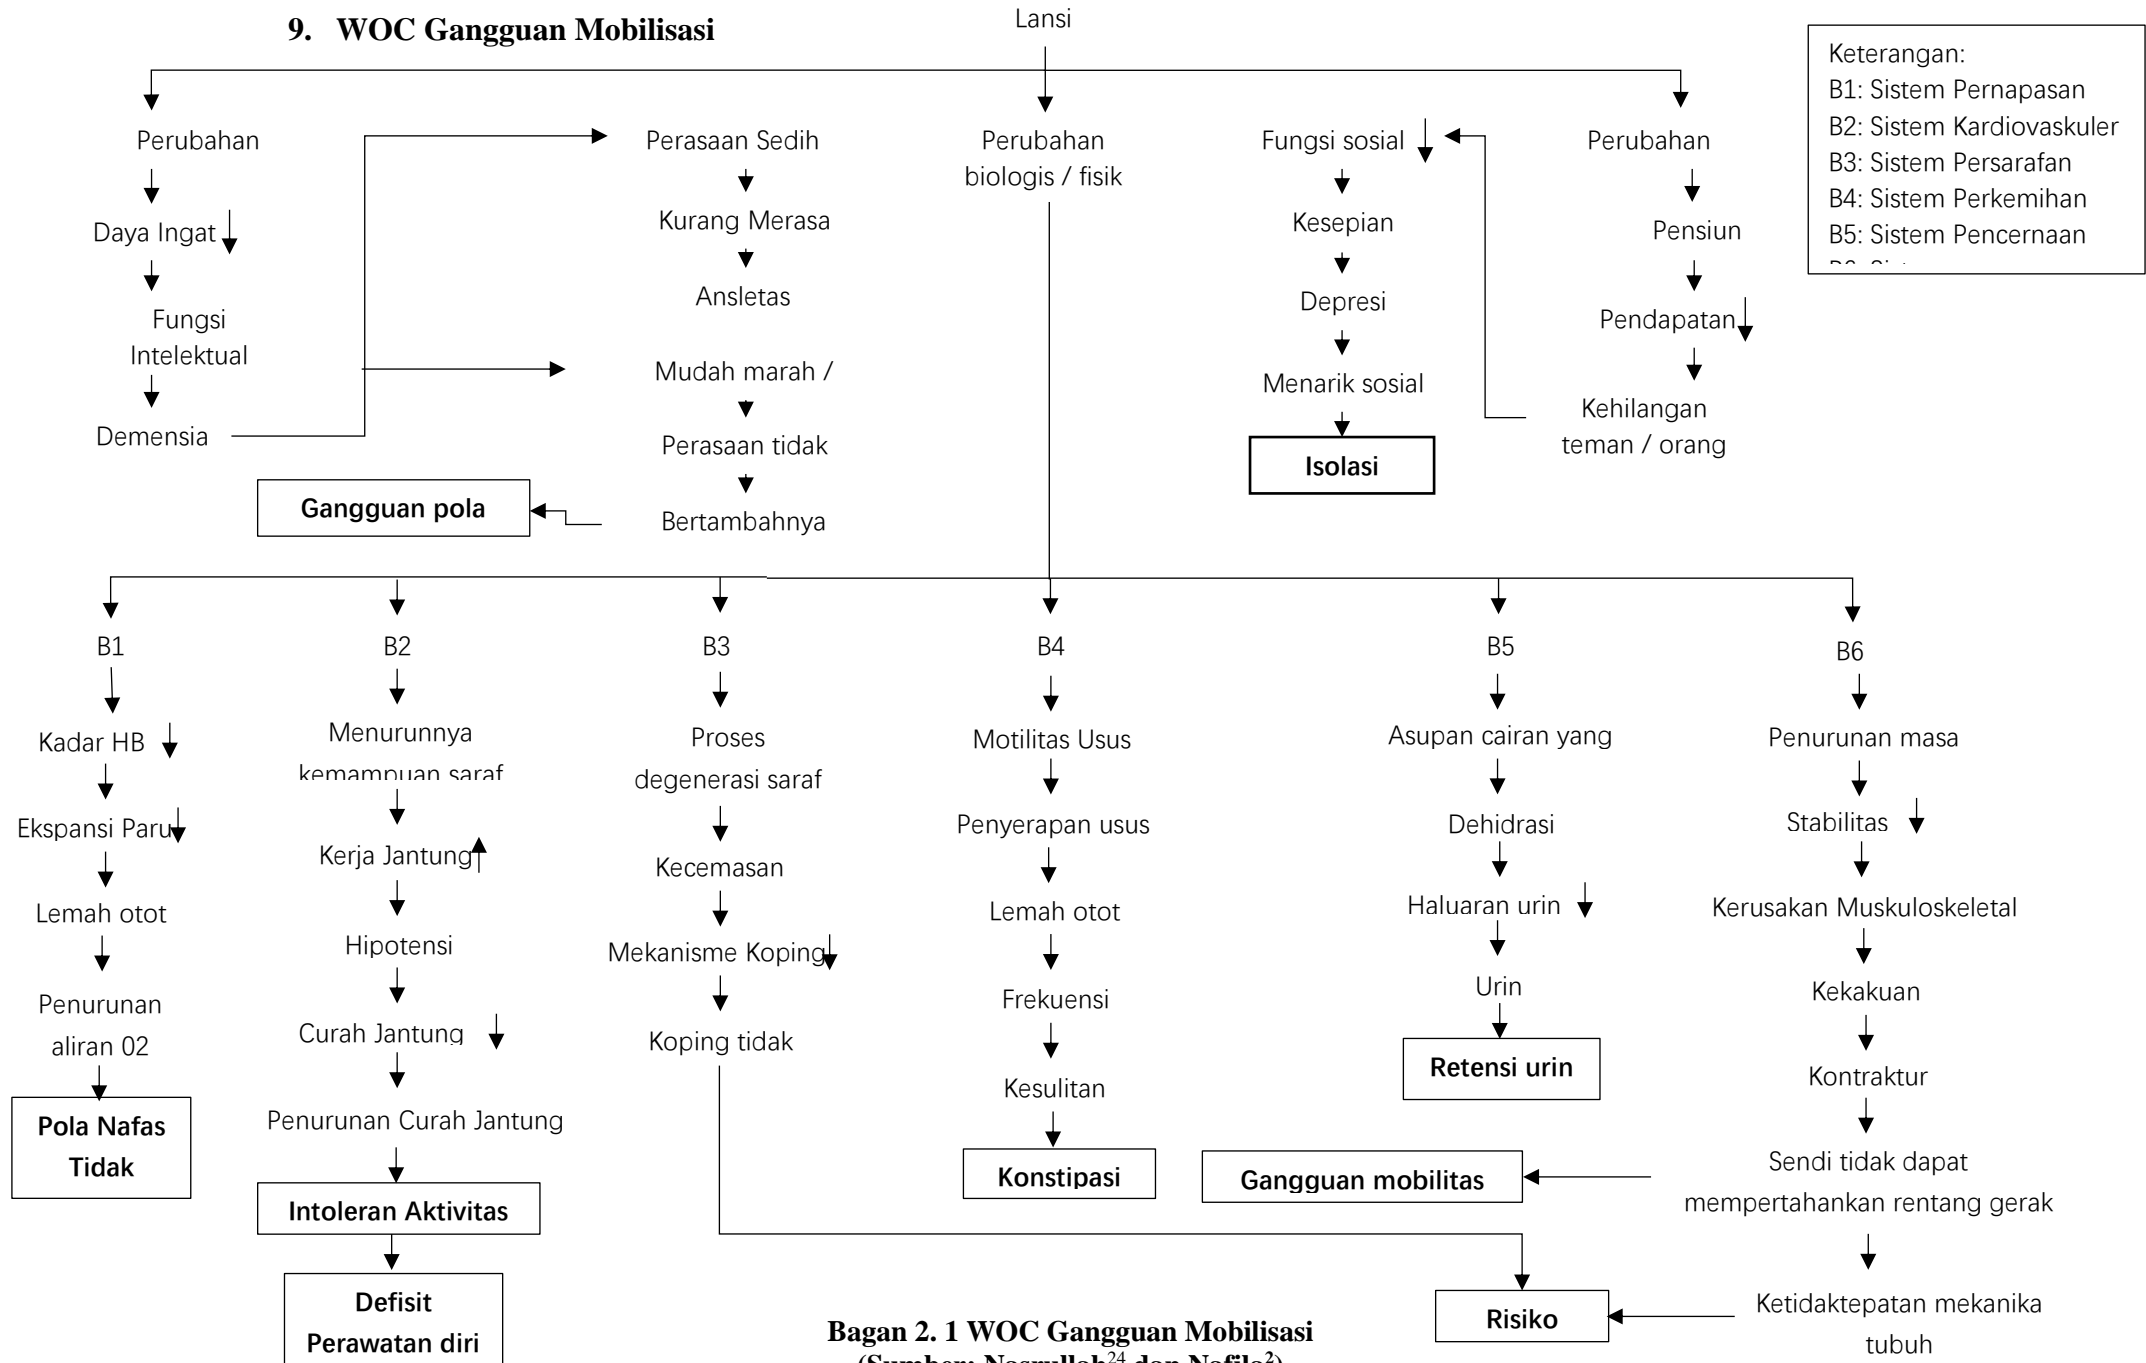 9. WOC Gangguan Mobilisasi
Lansi
Keterangan:
B1: Sistem Pernapasan
B2: Sistem Kardiovaskuler
B3: Sistem Persarafan
B4: Sistem Perkemihan
B5: Sistem Pencernaan
Perubahan
Daya Ingat
Fungsi
Intelektual
Demensia
Perasaan Sedih
Kurang Merasa
Ansletas
Mudah marah /
Perasaan tidak
Bertambahnya
Gangguan pola
Perubahan
biologis / fisik
Fungsi sosial
Kesepian
Depresi
Menarik sosial
Isolasi
Perubahan
Pensiun
Pendapatan
Kehilangan
teman / orang
B1
Kadar HB
Ekspansi Paru
Lemah otot
Penurunan
aliran 02
Pola Nafas
Tidak
B2
Menurunnya
kemampuan saraf
Kerja Jantung
Hipotensi
Curah Jantung
Penurunan Curah Jantung
Intoleran Aktivitas
Defisit
Perawatan diri
B3
Proses
degenerasi saraf
Kecemasan
Mekanisme Koping
Koping tidak
B4
Motilitas Usus
Penyerapan usus
Lemah otot
Frekuensi
Kesulitan
Konstipasi
B5
Asupan cairan yang
Dehidrasi
Haluaran urin
Urin
Retensi urin
B6
Penurunan masa
Stabilitas
Kerusakan Muskuloskeletal
Kekakuan
Kontraktur
Sendi tidak dapat
mempertahankan rentang gerak
Gangguan mobilitas
Ketidaktepatan mekanika
tubuh
Risiko
Bagan 2. 1 WOC Gangguan Mobilisasi
(Sumber: Nasrullah24 dan Nafila2)